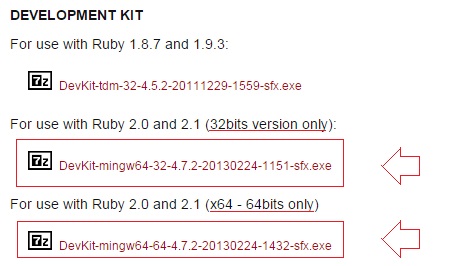 DEVELOPMENT KIT
For use with Ruby 1.8.7 and 1.9.3:
7z DevKit-tdm-32-4.5.2-20111229-1559-sfx.exe
For use with Ruby 2.0 and 2.1 (32bits version only):
7z DevKit-mingw64-32-4.7.2-20130224-1151-sfx.exe
For use with Ruby 2.0 and 2.1 (x64 - 64bits only)
7z DevKit-mingw64-64-4.7.2-20130224-1432-sfx.exe